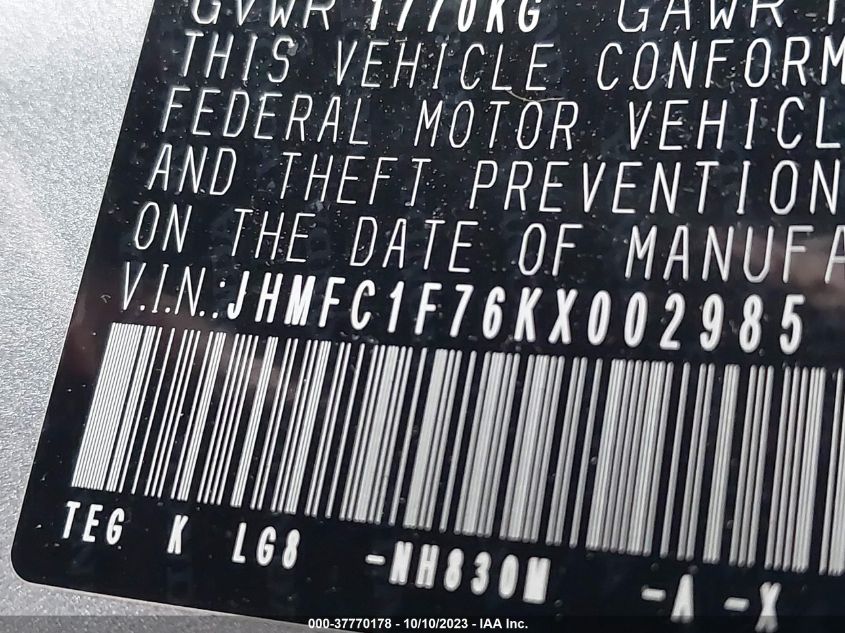 GVWR 1770KG GAWR
THIS VEHICLE CONFORM
FEDERAL MOTOR VEHICL
AND THEFT PREVENTION
ON THE DATE OF MANUFA
V.I.N.:JHMFC1F76KX002985
TEG K LG8 -NH830M -A -X
000-37770178 - 10/10/2023 - IAA Inc.